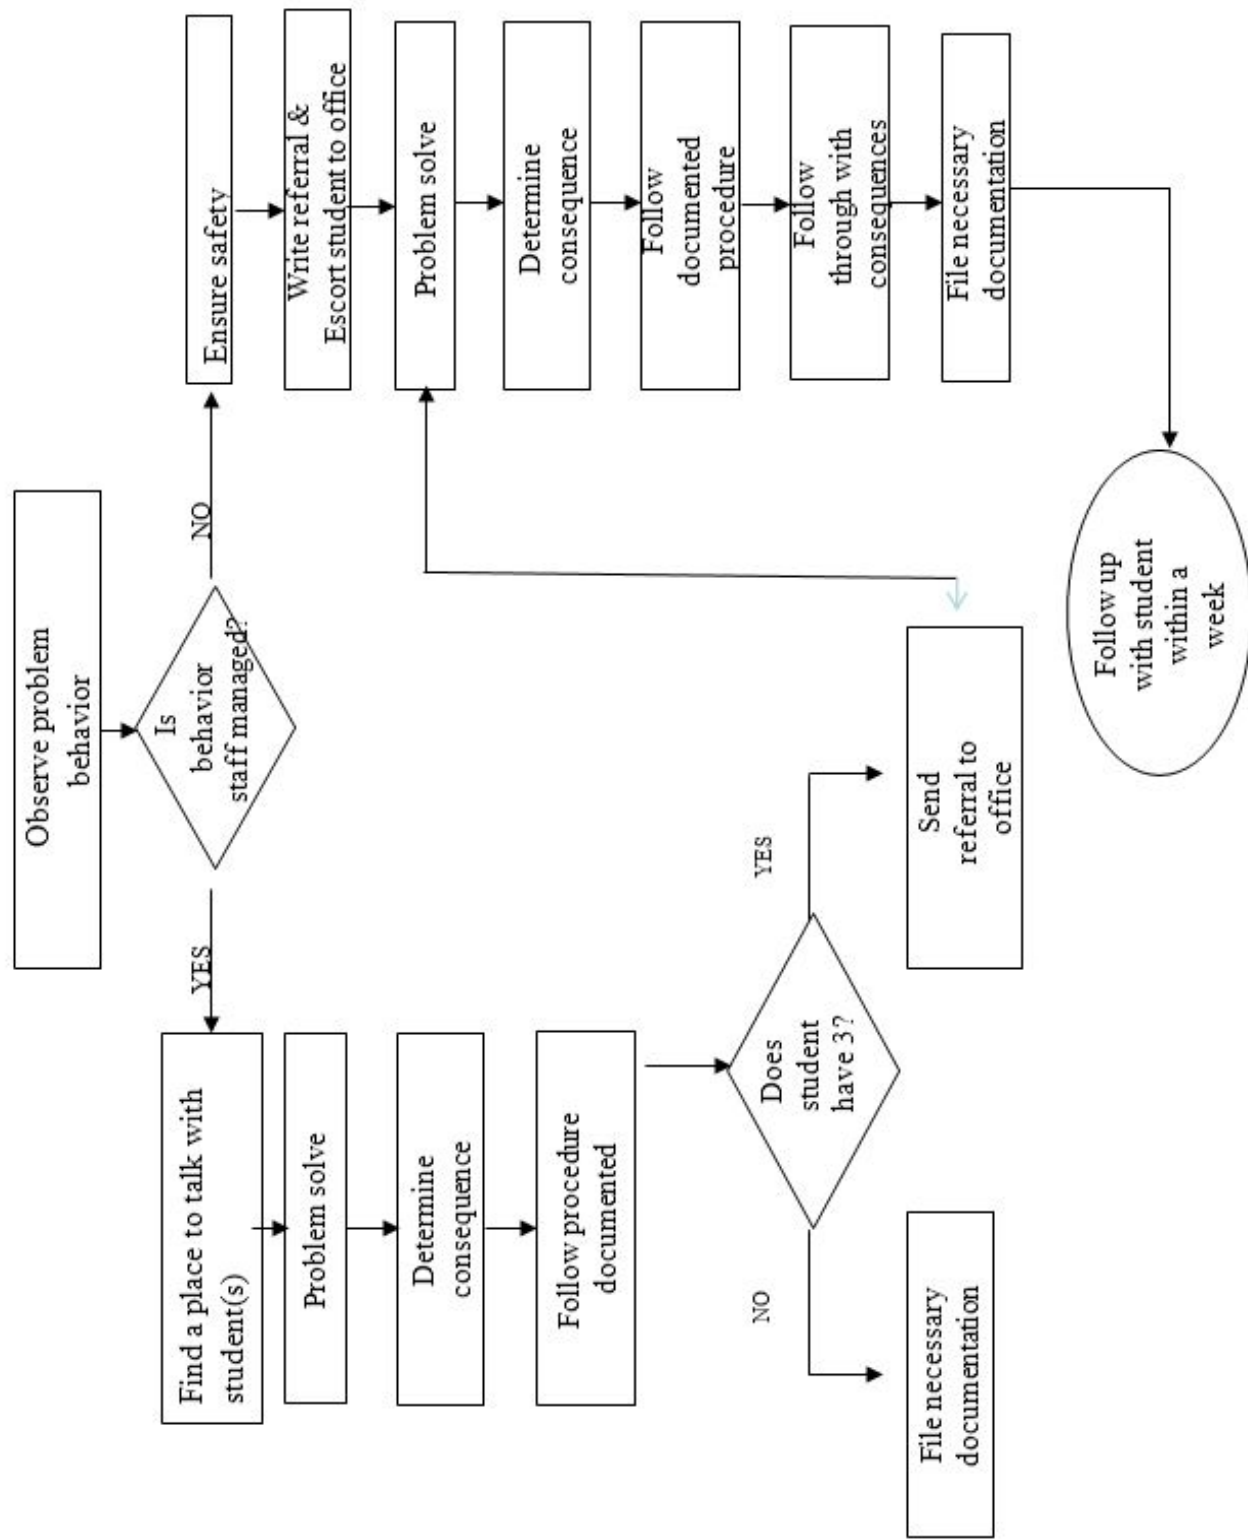 Observe problem
behavior
Is
behavior
staff managed?
YES
NO
Find a place to talk with
student(s)
Problem solve
Determine
consequence
Follow procedure
documented
Does
student
have 3?
NO
YES
File necessary
documentation
Send
referral to
office
Ensure safety
Write referral &
Escort student to office
Problem solve
Determine
consequence
Follow
documented
procedure
Follow
through with
consequences
File necessary
documentation
Follow up
with student
within a
week